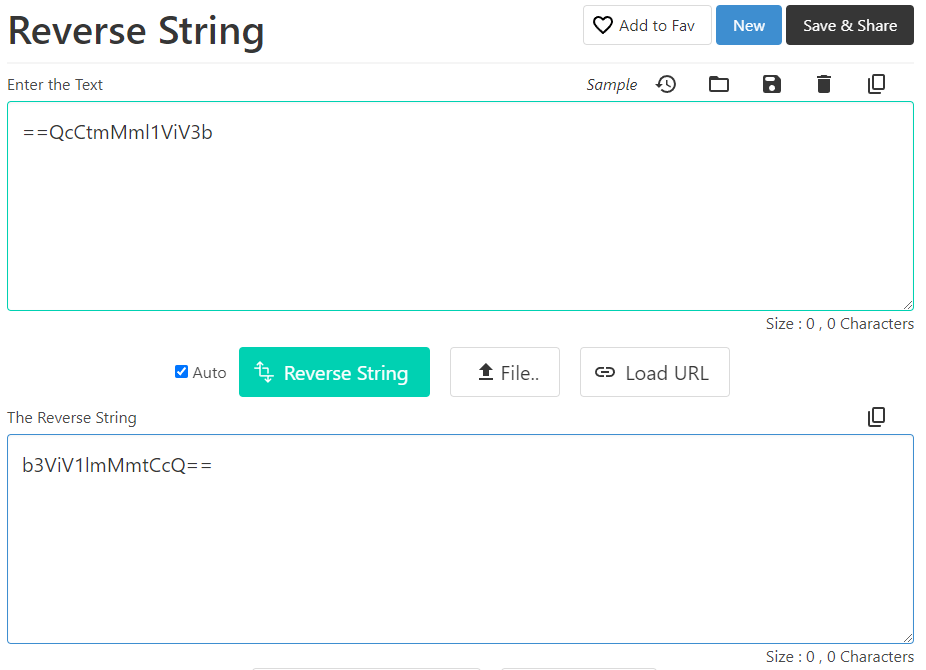 Reverse String
Add to Fav
New
Save & Share
Enter the Text
Sample
==QcCtmMml1ViV3b
Size : 0 , 0 Characters
Auto
Reverse String
File..
Load URL
The Reverse String
b3ViV1lmMmtCcQ==
Size : 0 , 0 Characters